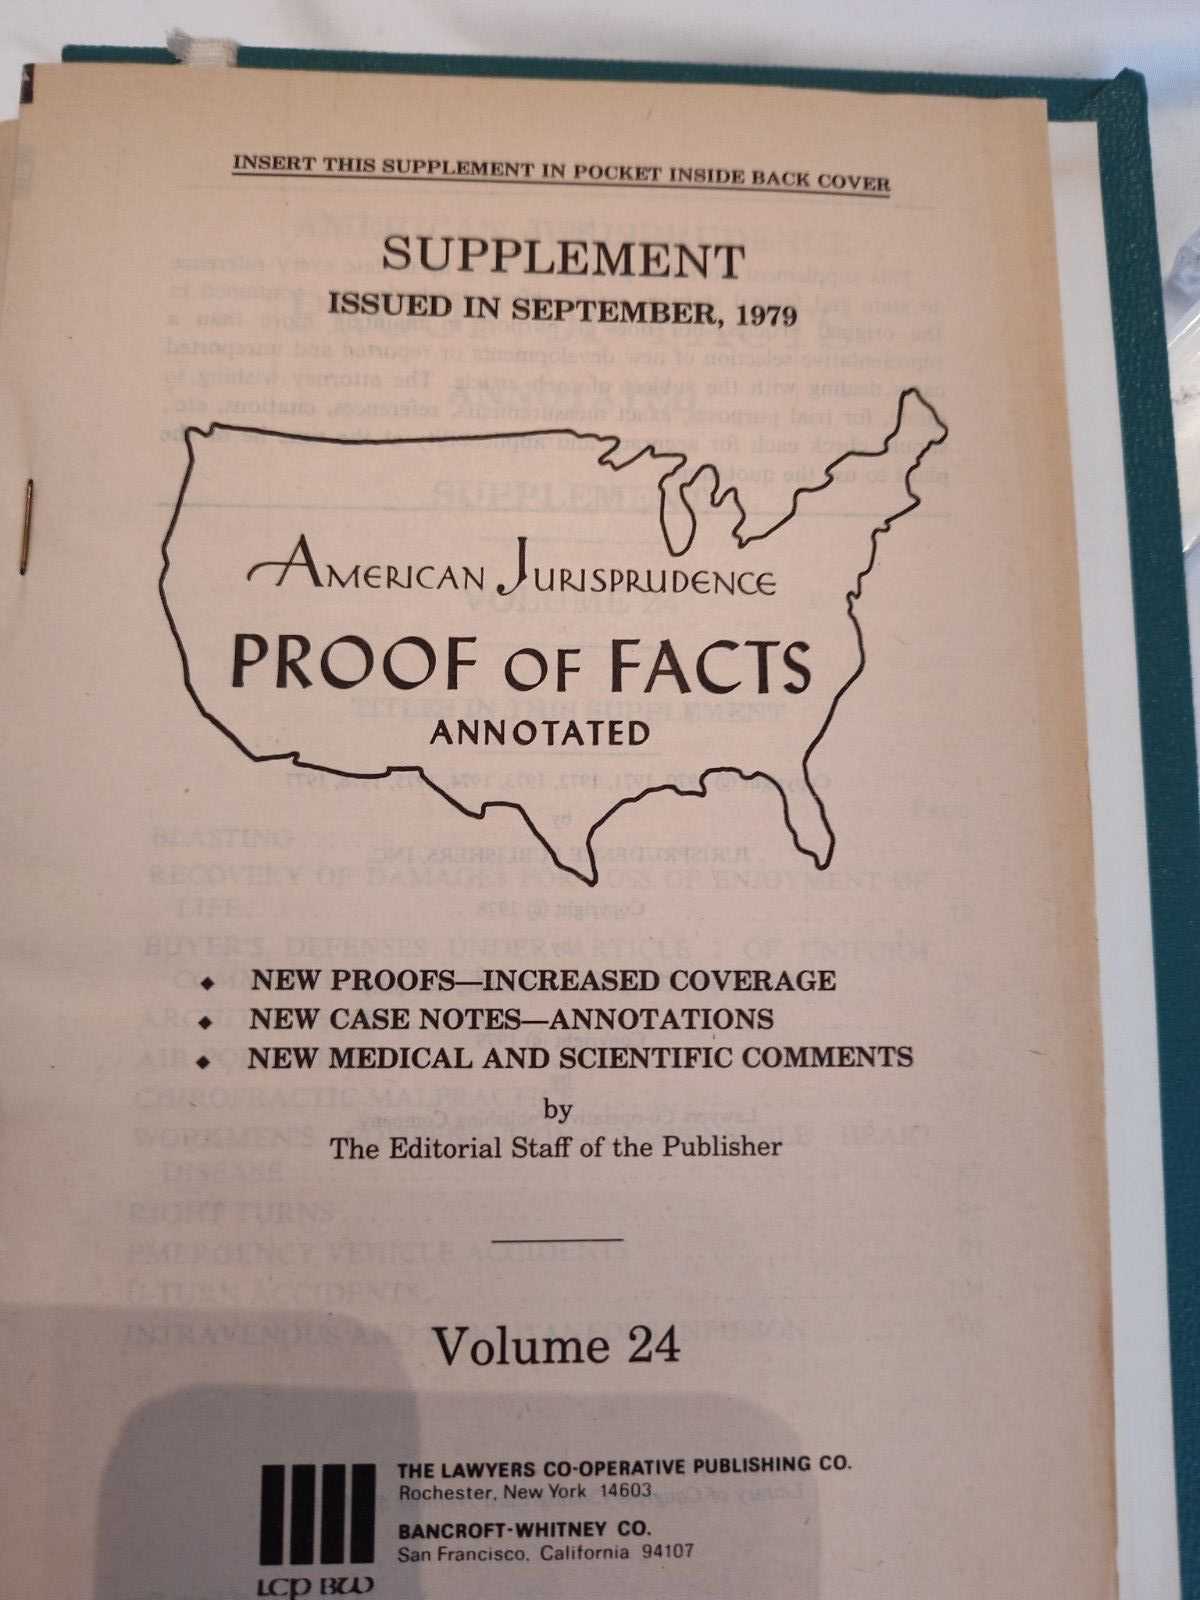 INSERT THIS SUPPLEMENT IN POCKET INSIDE BACK COVER
SUPPLEMENT
ISSUED IN SEPTEMBER, 1979
AMERICAN JURISPRUDENCE
PROOF OF FACTS
ANNOTATED
◆ NEW PROOFS—INCREASED COVERAGE
◆ NEW CASE NOTES—ANNOTATIONS
◆ NEW MEDICAL AND SCIENTIFIC COMMENTS
by
The Editorial Staff of the Publisher
Volume 24
THE LAWYERS CO-OPERATIVE PUBLISHING CO.
Rochester, New York 14603
BANCROFT-WHITNEY CO.
San Francisco, California 94107
LCP BW